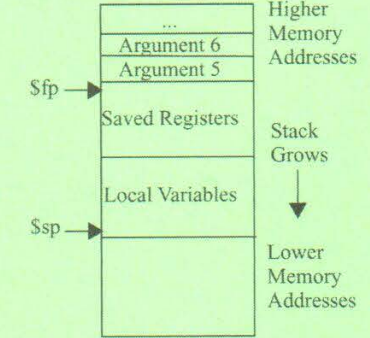 ...
Argument 6
Argument 5
$fp
Saved Registers
Local Variables
$sp
Higher
Memory
Addresses
Stack
Grows
Lower
Memory
Addresses